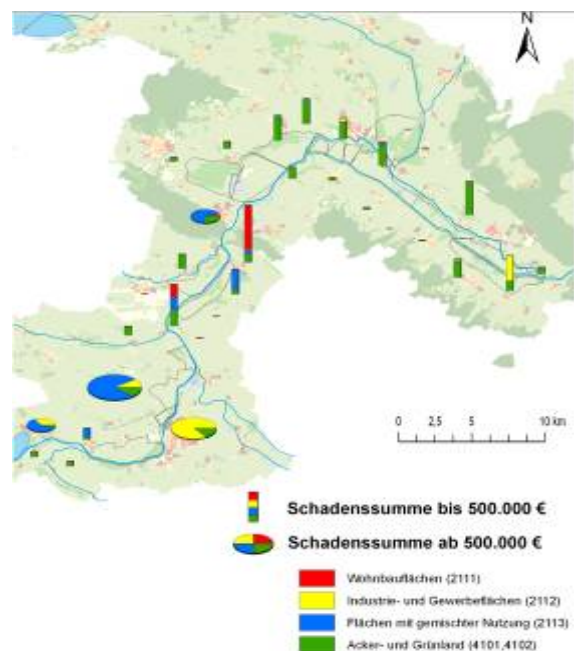 N
0 2,5 5 10 km
Schadenssumme bis 500.000 €
Schadenssumme ab 500.000 €
Wohnbauflächen (2111)
Industrie- und Gewerbeflächen (2112)
Flächen mit gemischter Nutzung (2113)
Acker- und Grünland (4101,4102)